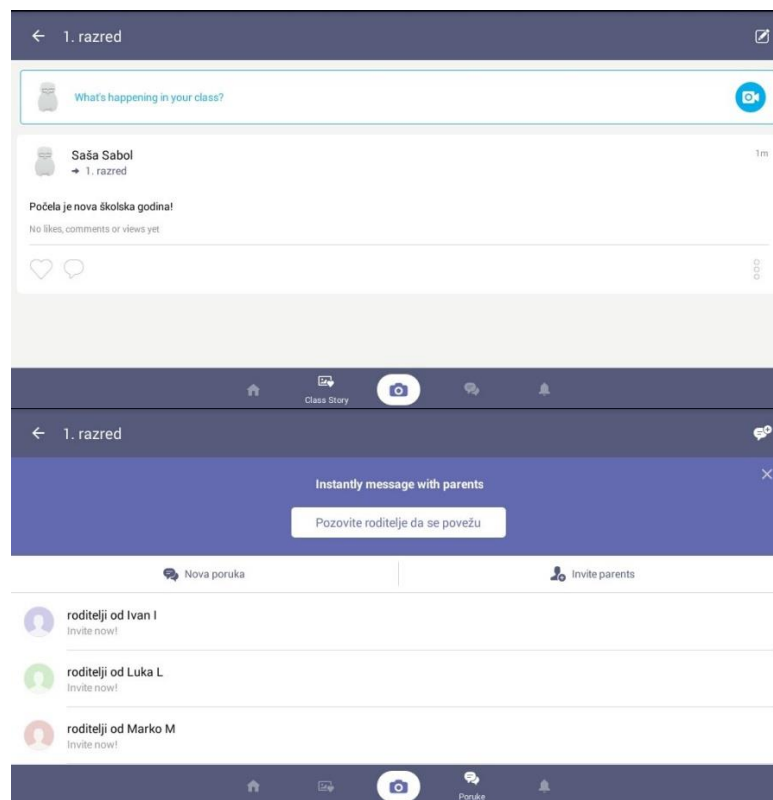 1. razred
What's happening in your class?
Saša Sabol
1m
1. razred
Počela je nova školska godina!
No likes, comments or views yet
Class Story
1. razred
Instantly message with parents
Pozovite roditelje da se povežu
Nova poruka
Invite parents
roditelji od Ivan I
Invite now!
roditelji od Luka L
Invite now!
roditelji od Marko M
Invite now!
Poruke